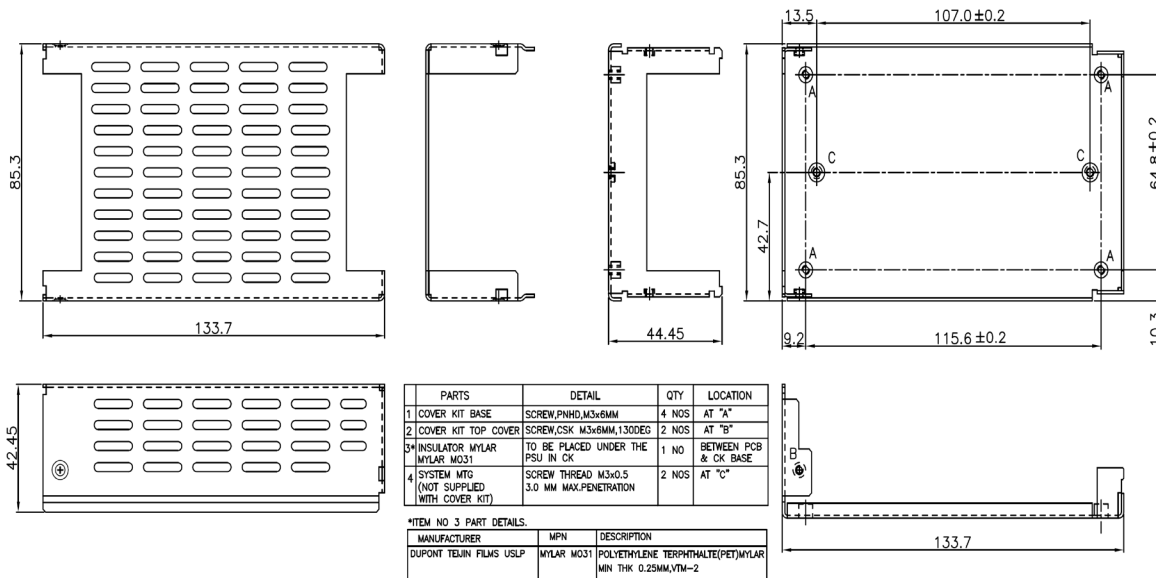 13.5
107.0 ±0.2
A
A
C
C
A
A
85.3
85.3
42.7
64.8±0.2
10.3
133.7
44.45
9.2
115.6 ±0.2
42.45
PARTS DETAIL QTY LOCATION
1 COVER KIT BASE SCREW,PNHD,M3x6MM 4 NOS AT "A"
2 COVER KIT TOP COVER SCREW,CSK M3x6MM,130DEG 2 NOS AT "B"
3* INSULATOR MYLAR TO BE PLACED UNDER THE 1 NO BETWEEN PCB
MYLAR MO31 PSU IN CK & CK BASE
4 SYSTEM MTG SCREW THREAD M3x0.5 2 NOS AT "C"
(NOT SUPPLIED 3.0 MM MAX.PENETRATION
WITH COVER KIT)
*ITEM NO 3 PART DETAILS.
MANUFACTURER MPN DESCRIPTION
DUPONT TEIJIN FILMS USLP MYLAR MO31 POLYETHYLENE TERPHTHALTE(PET)MYLAR
MIN THK 0.25MM,VTM-2
B
133.7